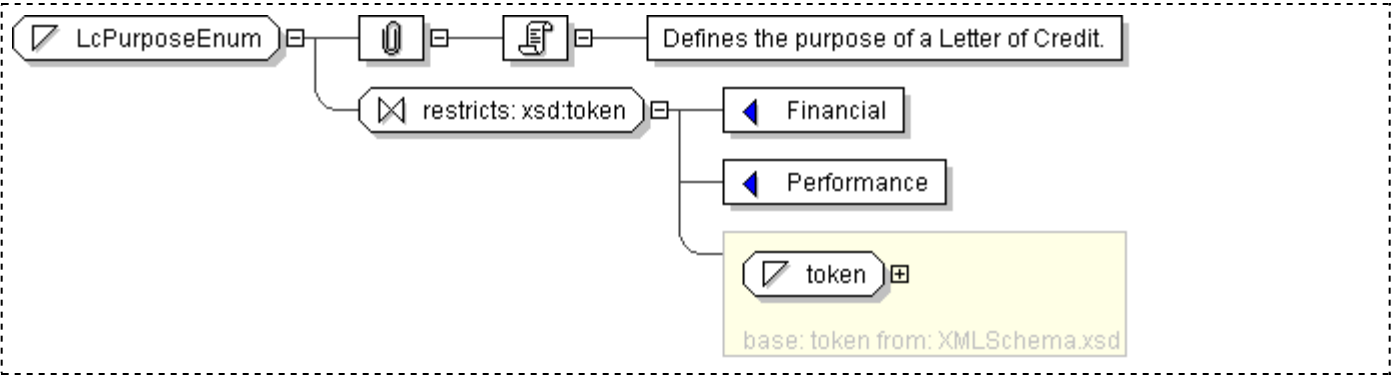 LcPurposeEnum
Defines the purpose of a Letter of Credit.
restricts: xsd:token
Financial
Performance
token
base: token from: XMLSchema.xsd